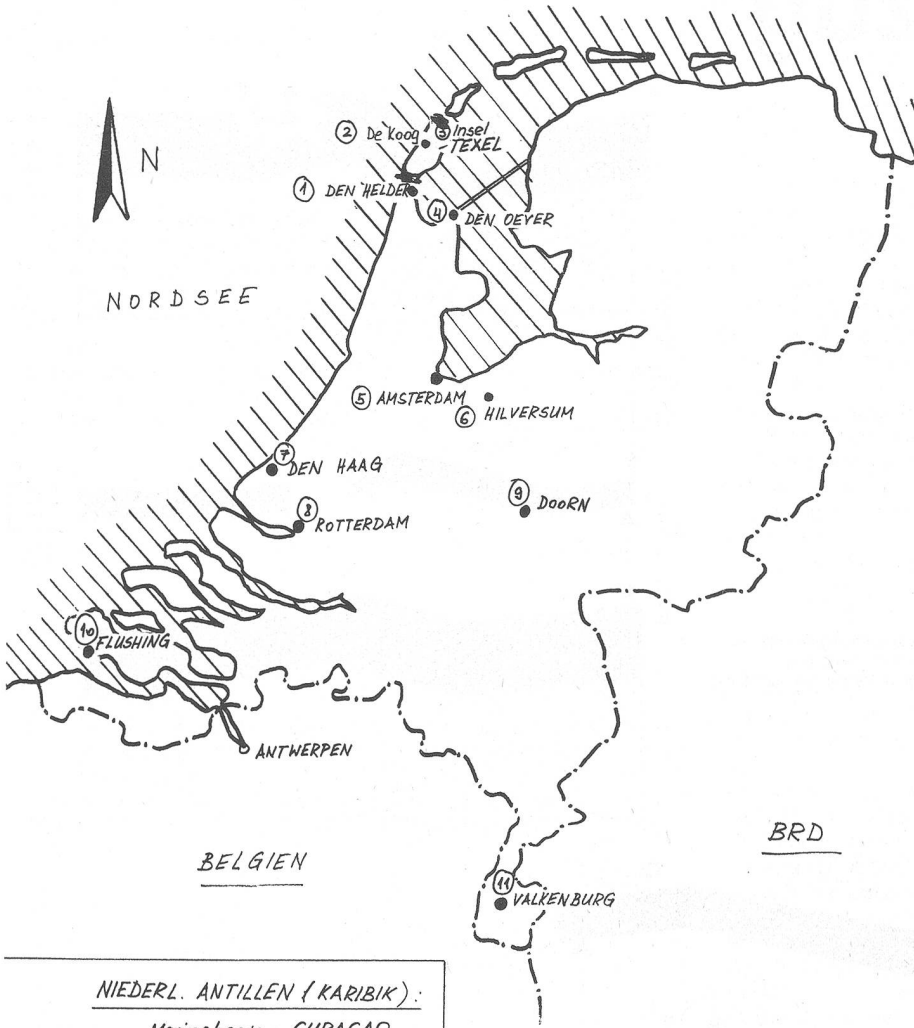 N
② De Koog ③ Insel
TEXEL
① DEN HELDER
④ DEN OEVER
NORDSEE
⑤ AMSTERDAM
⑥ HILVERSUM
⑦ DEN HAAG
⑧ ROTTERDAM
⑨ DOORN
⑩ FLUSHING
ANTWERPEN
BRD
BELGIEN
⑪ VALKENBURG
NIEDERL. ANTILLEN (KARIBIK):
CURACAO